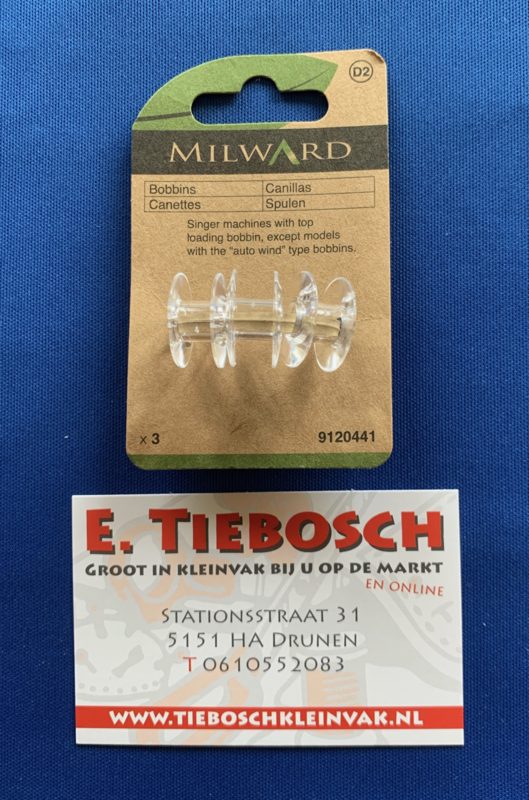 D2
MILWARD
Bobbins Canillas
Canettes Spulen
Singer machines with top
loading bobbin, except models
with the "auto wind" type bobbins.
x 3 9120441
E. TIEBOSCH
GROOT IN KLEINVAK BIJ U OP DE MARKT
EN ONLINE
STATIONSSTRAAT 31
5151 HA DRUNEN
T 0610552083
WWW.TIEBOSCHKLEINVAK.NL